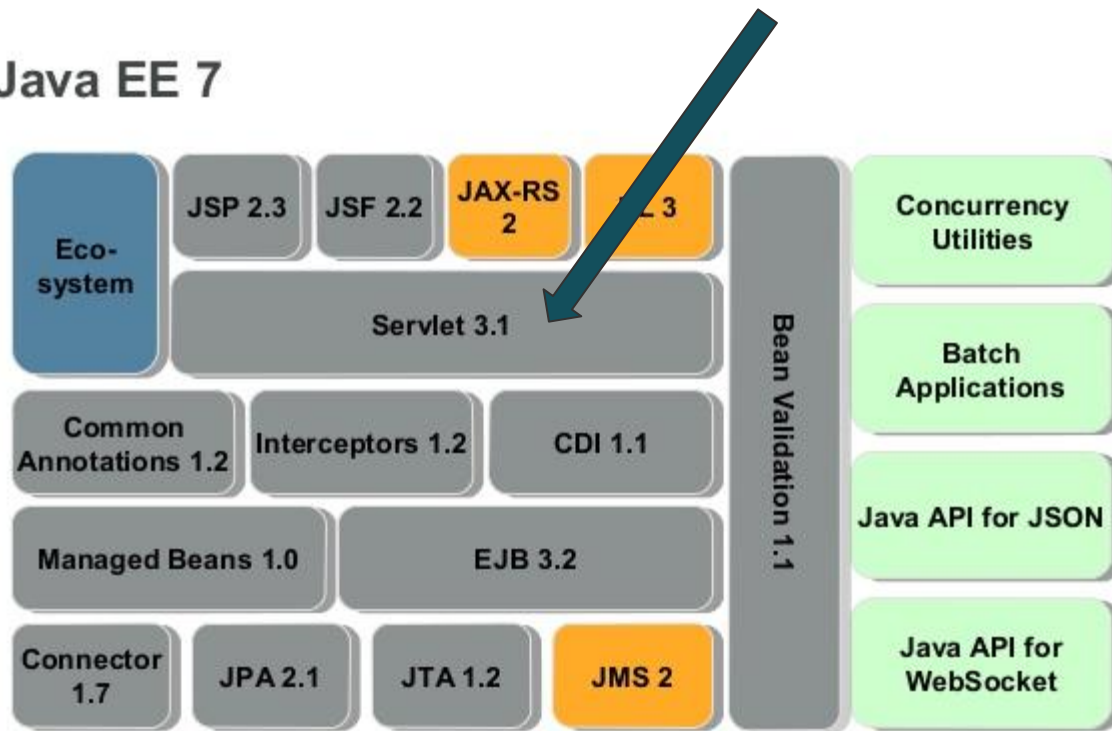 Java EE 7
Eco-
system
JSP 2.3
JSF 2.2
JAX-RS
2
3
Servlet 3.1
Common
Annotations 1.2
Interceptors 1.2
CDI 1.1
Managed Beans 1.0
EJB 3.2
Connector
1.7
JPA 2.1
JTA 1.2
JMS 2
Bean Validation 1.1
Concurrency
Utilities
Batch
Applications
Java API for JSON
Java API for
WebSocket